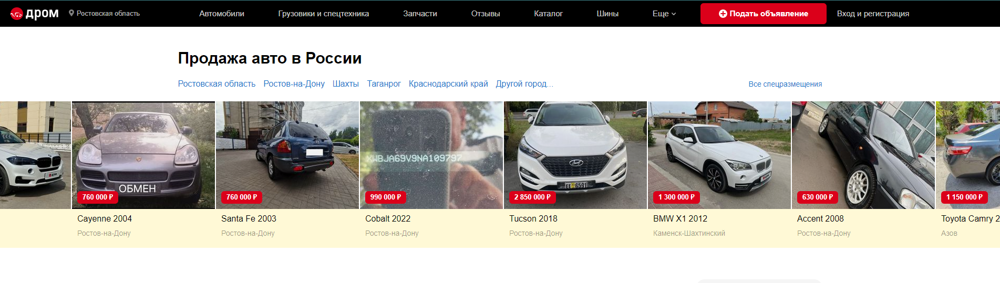 дром
Ростовская область
Автомобили
Грузовики и спецтехника
Запчасти
Отзывы
Каталог
Шины
Еще
Подать объявление
Вход и регистрация
Продажа авто в России
Ростовская область
Ростов-на-Дону
Шахты
Таганрог
Краснодарский край
Другой город...
Все спецразмещения
ОБМЕН
760 000 ₽
Cayenne 2004
Ростов-на-Дону
760 000 ₽
Santa Fe 2003
Ростов-на-Дону
XWBJA69V9NA109797
990 000 ₽
Cobalt 2022
Ростов-на-Дону
EE 6591
2 850 000 ₽
Tucson 2018
Ростов-на-Дону
1 300 000 ₽
BMW X1 2012
Каменск-Шахтинский
630 000 ₽
Accent 2008
Ростов-на-Дону
1 150 000 ₽
Toyota Camry 2
Азов